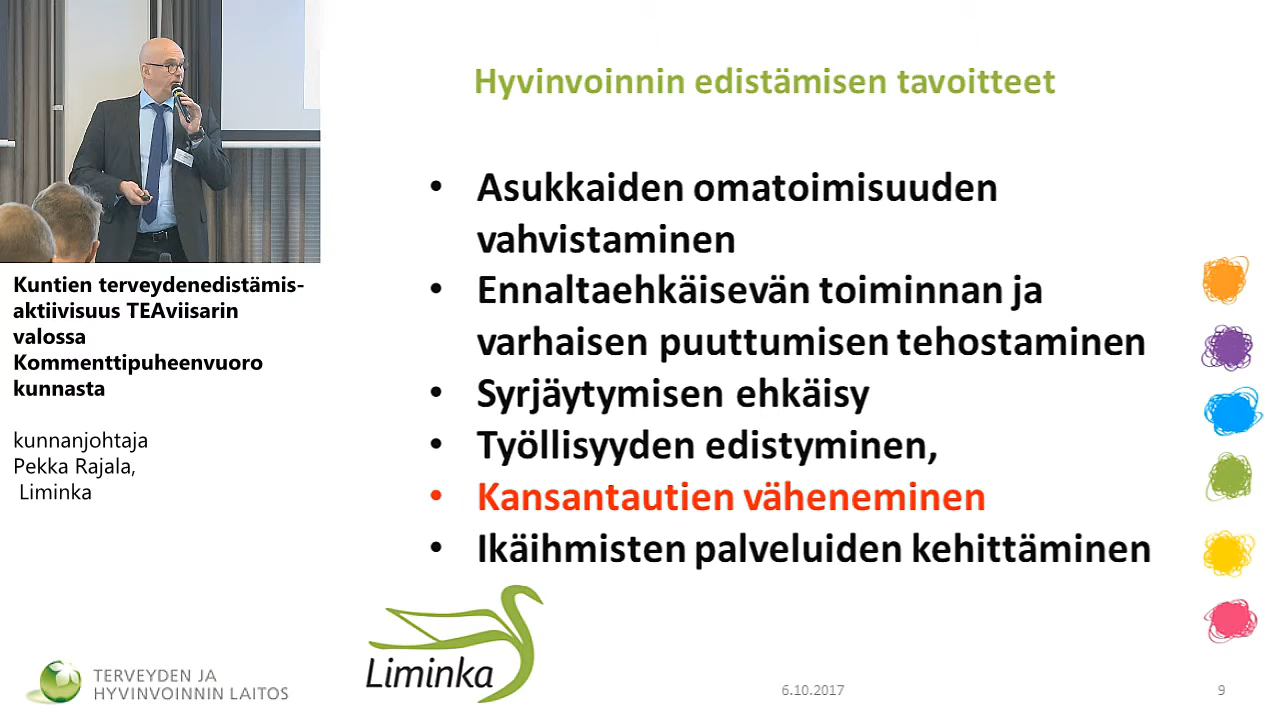 Hyvinvoinnin edistämisen tavoitteet
• Asukkaiden omatoimisuuden
vahvistaminen
• Ennaltaehkäisevän toiminnan ja
varhaisen puuttumisen tehostaminen
• Syrjäytymisen ehkäisy
• Työllisyyden edistyminen,
• Kansantautien väheneminen
• Ikäihmisten palveluiden kehittäminen
Kuntien terveydenedistämis-
aktiivisuus TEAviisarin
valossa
Kommenttipuheenvuoro
kunnasta
kunnanjohtaja
Pekka Rajala,
Liminka
TERVEYDEN JA
HYVINVOINNIN LAITOS
Liminka
6.10.2017
9